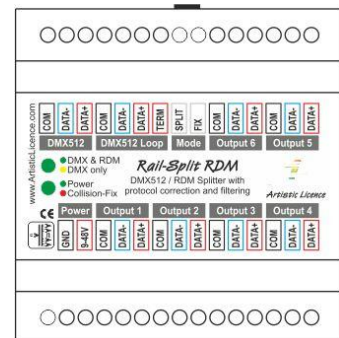 COM DATA- DATA+ COM DATA- DATA+ TERM SPLIT FIX COM DATA- DATA+ COM DATA- DATA+
DMX512 DMX512 Loop Mode Output 6 Output 5
www.ArtisticLicence.com
DMX & RDM
DMX only
Power
Collision-Fix
Rail-Split RDM
DMX512 / RDM Splitter with
protocol correction and filtering
Artistic Licence
CE
Power Output 1 Output 2 Output 3 Output 4
GND 9-48V COM DATA- DATA+ COM DATA- DATA+ COM DATA- DATA+ COM DATA- DATA+